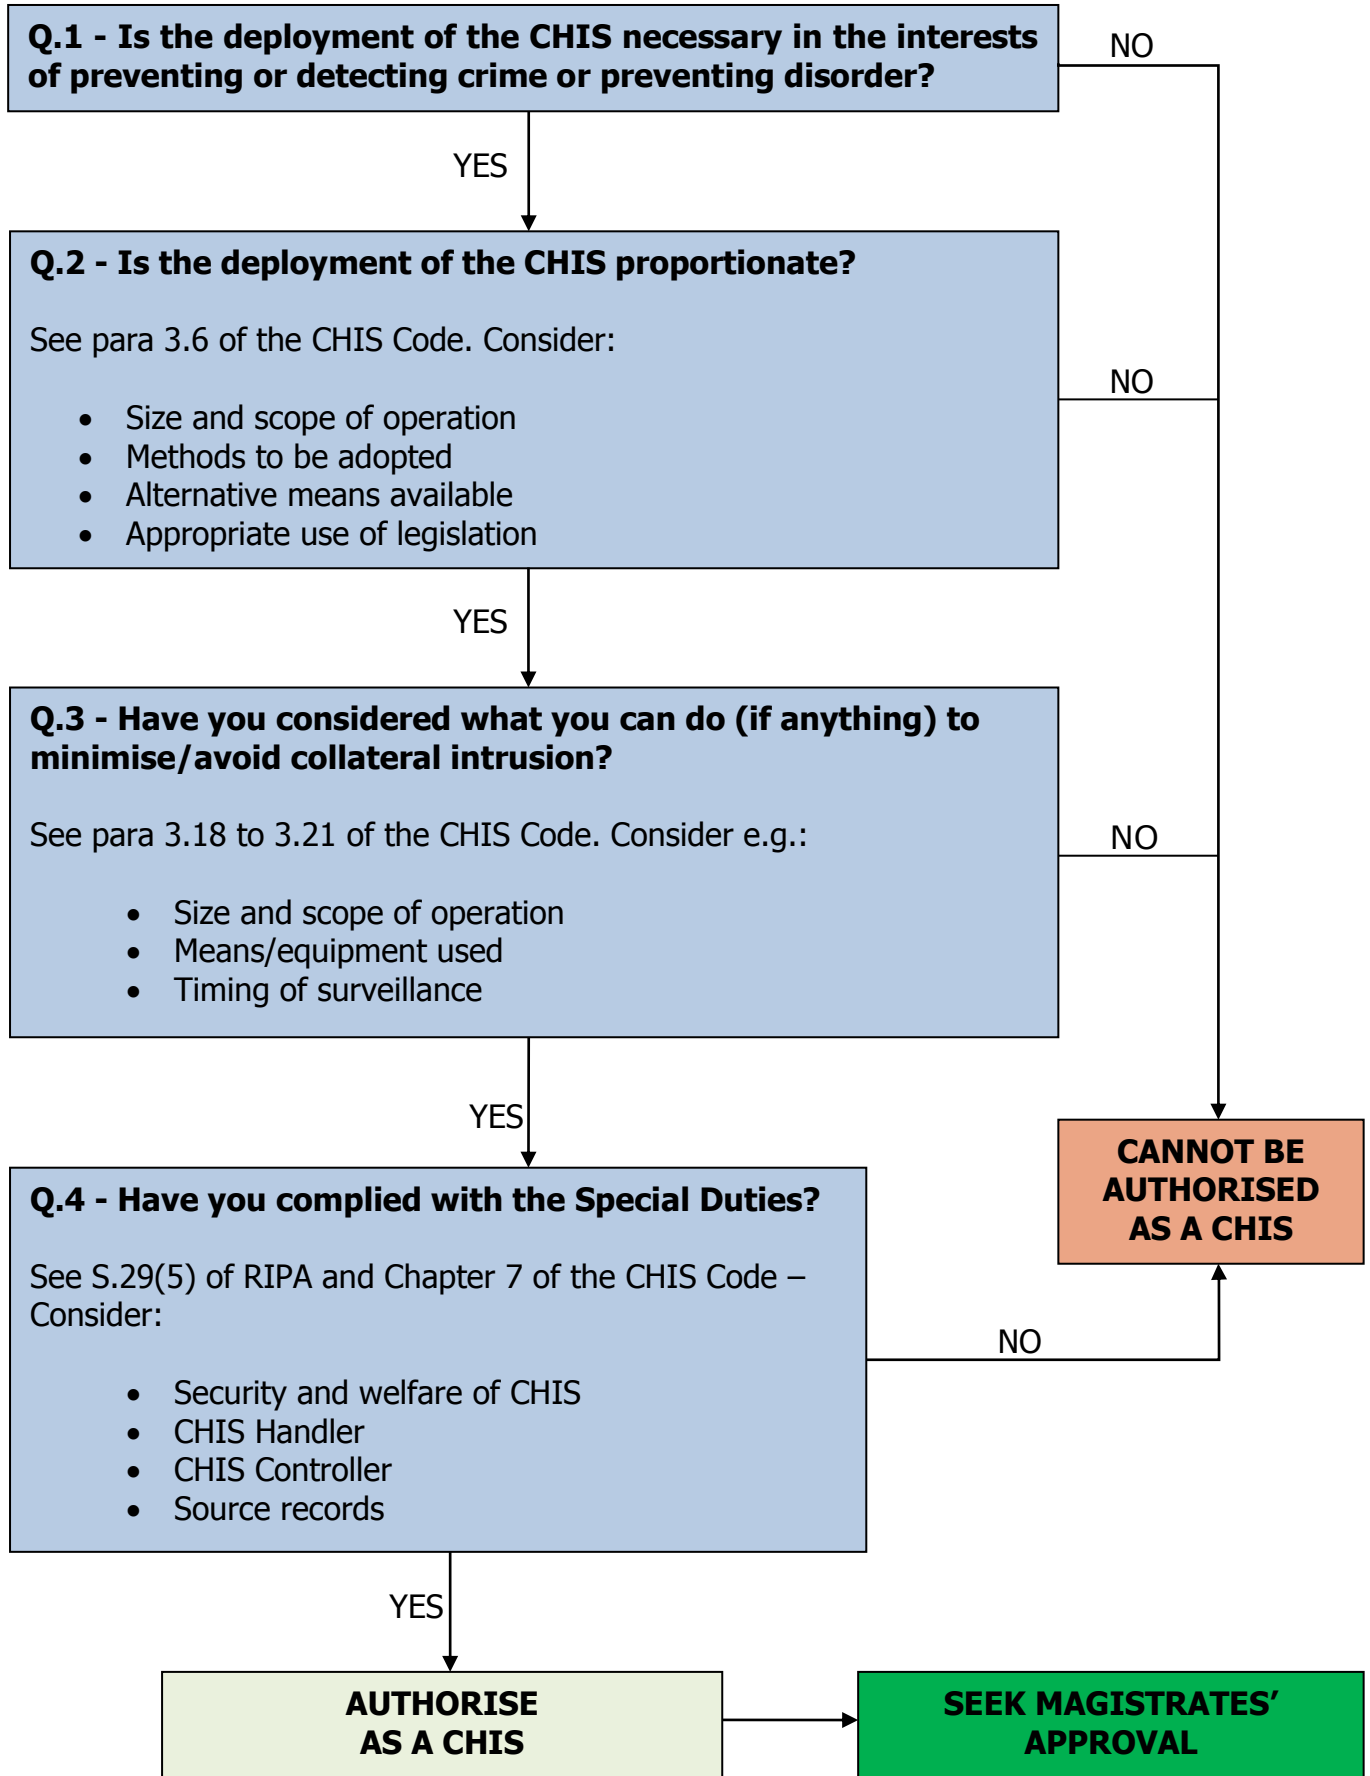 Q.1 - Is the deployment of the CHIS necessary in the interests
of preventing or detecting crime or preventing disorder?
NO
YES
Q.2 - Is the deployment of the CHIS proportionate?
See para 3.6 of the CHIS Code. Consider:
• Size and scope of operation
• Methods to be adopted
• Alternative means available
• Appropriate use of legislation
NO
YES
Q.3 - Have you considered what you can do (if anything) to
minimise/avoid collateral intrusion?
See para 3.18 to 3.21 of the CHIS Code. Consider e.g.:
• Size and scope of operation
• Means/equipment used
• Timing of surveillance
NO
YES
CANNOT BE
AUTHORISED
AS A CHIS
Q.4 - Have you complied with the Special Duties?
See S.29(5) of RIPA and Chapter 7 of the CHIS Code –
Consider:
• Security and welfare of CHIS
• CHIS Handler
• CHIS Controller
• Source records
NO
YES
AUTHORISE
AS A CHIS
SEEK MAGISTRATES’
APPROVAL